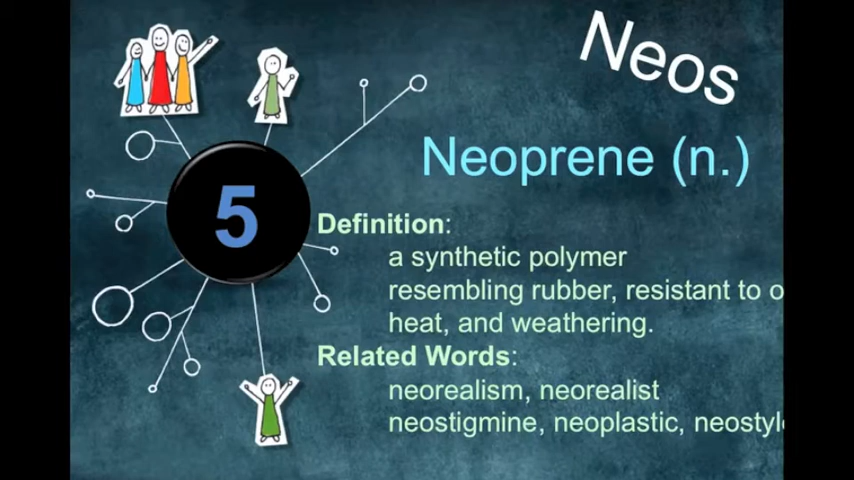 Neos
Neoprene (n.)
5
Definition:
a synthetic polymer
resembling rubber, resistant to
heat, and weathering.
Related Words:
neorealism, neorealist
neostigmine, neoplastic,